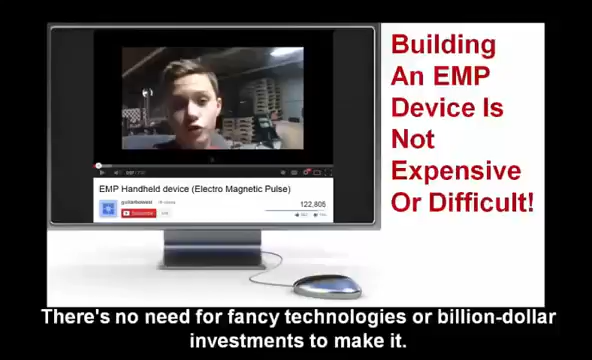 Building
An EMP
Device Is
Not
Expensive
Or Difficult!
EMP Handheld device (Electro Magnetic Pulse)
Subscribe
122,805
There's no need for fancy technologies or billion-dollar
investments to make it.